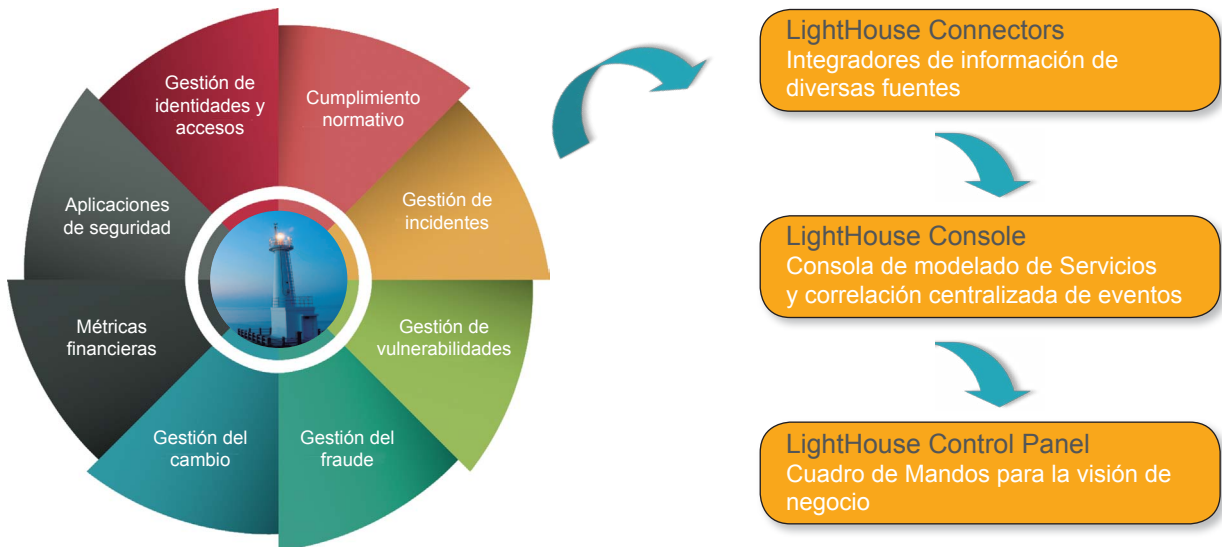 Gestión de
identidades y
accesos
Cumplimiento
normativo
Gestión de
incidentes
Gestión de
vulnerabilidades
Gestión del
fraude
Gestión del
cambio
Métricas
financieras
Aplicaciones
de seguridad
LightHouse Connectors
Integradores de información de
diversas fuentes
LightHouse Console
Consola de modelado de Servicios
y correlación centralizada de eventos
LightHouse Control Panel
Cuadro de Mandos para la visión de
negocio